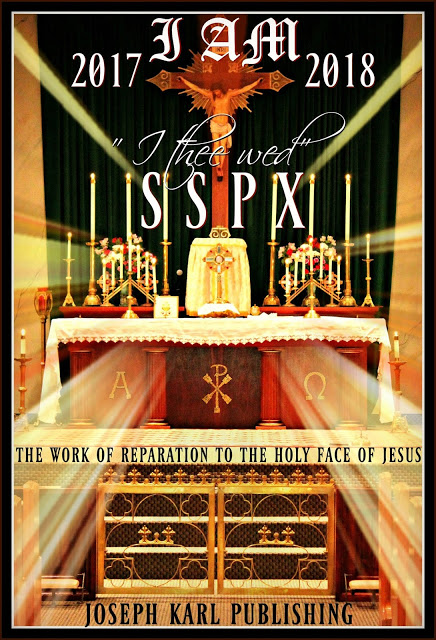 I AM
2017 2018
"I thee wed"
SSPX
Α Ω
THE WORK OF REPARATION TO THE HOLY FACE OF JESUS
JOSEPH KARL PUBLISHING